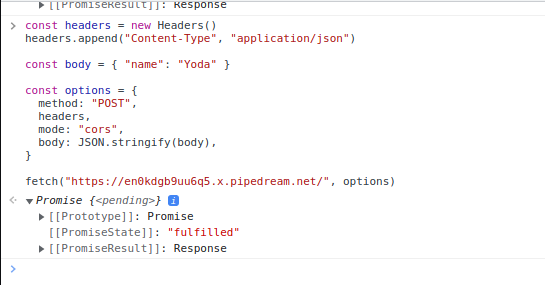 [[PromiseResult]]: Response
const headers = new Headers()
headers.append("Content-Type", "application/json")
const body = { "name": "Yoda" }
const options = {
method: "POST",
headers,
mode: "cors",
body: JSON.stringify(body),
}
fetch("https://en0kdgb9uu6q5.x.pipedream.net/", options)
Promise {<pending>} i
[[Prototype]]: Promise
[[PromiseState]]: "fulfilled"
[[PromiseResult]]: Response